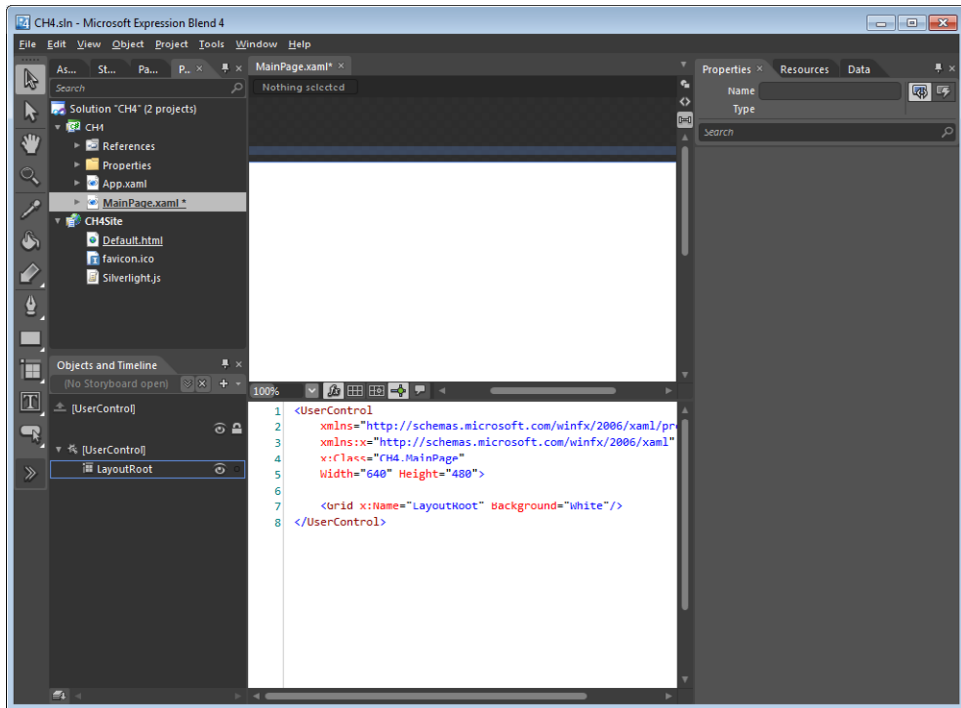 CH4.sln - Microsoft Expression Blend 4
File Edit View Object Project Tools Window Help
As... St... Pa... P...
Search
Solution "CH4" (2 projects)
CH4
References
Properties
App.xaml
MainPage.xaml *
CH4Site
Default.html
favicon.ico
Silverlight.js
Objects and Timeline
(No Storyboard open)
[UserControl]
[UserControl]
LayoutRoot
MainPage.xaml*
Nothing selected
100%
1 <UserControl
2 xmlns="http://schemas.microsoft.com/winfx/2006/xaml/pr
3 xmlns:x="http://schemas.microsoft.com/winfx/2006/xaml"
4 x:Class="CH4.MainPage"
5 Width="640" Height="480">
6
7 <Grid x:Name="LayoutRoot" Background="White"/>
8 </UserControl>
Properties Resources Data
Name
Type
Search